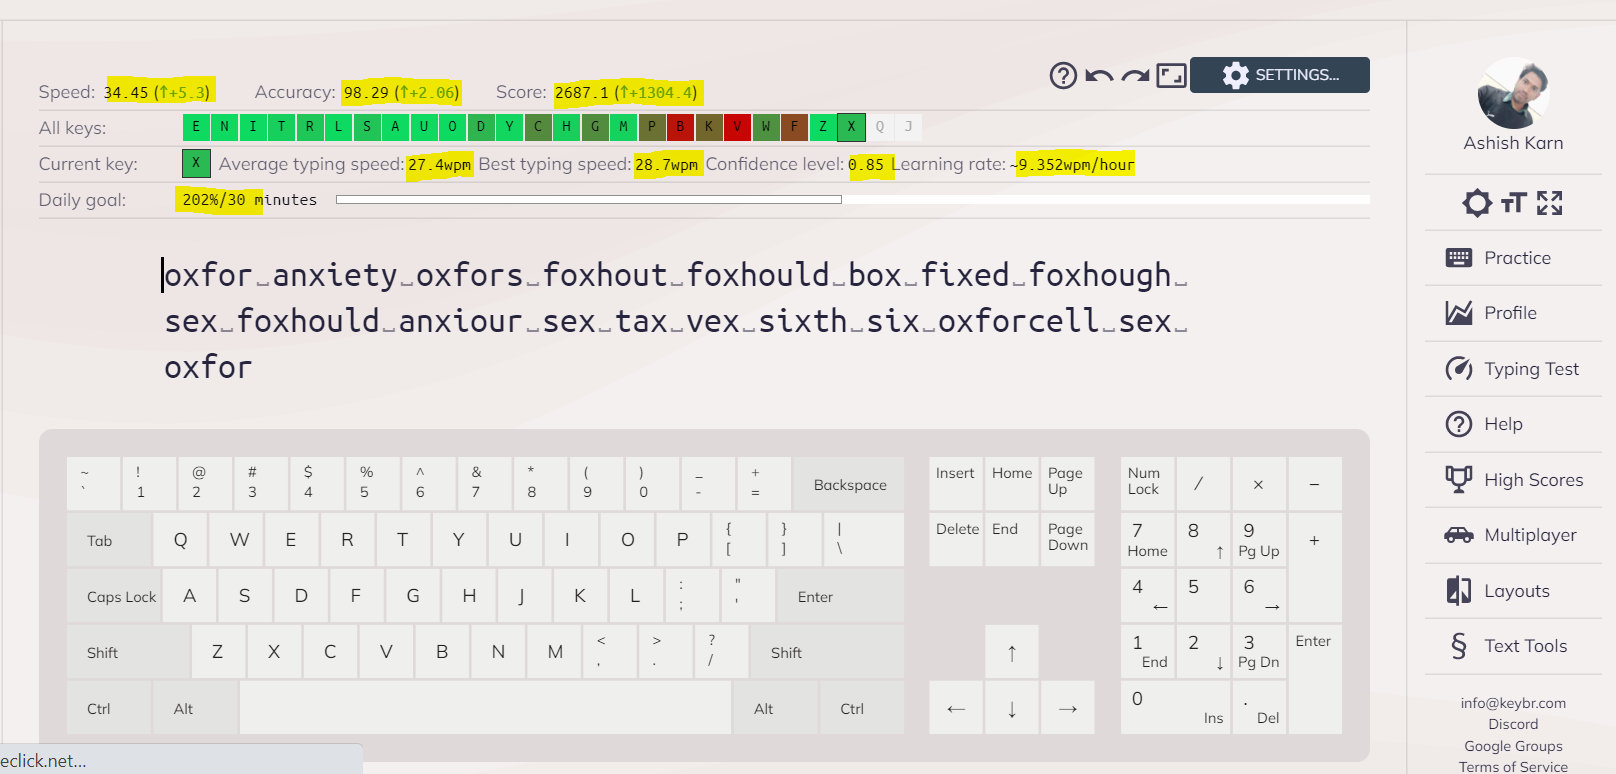 Speed: 34.45 (↑+5.3) Accuracy: 98.29 (↑+2.06) Score: 2687.1 (↑+1304.4)
SETTINGS...
All keys: E N I T R L S A U O D Y C H G M P B K V W F Z X Q J
Current key: X Average typing speed: 27.4wpm Best typing speed: 28.7wpm Confidence level: 0.85 Learning rate: ~9.352wpm/hour
Daily goal: 202%/30 minutes
oxfor␣anxiety␣oxfors␣foxhout␣foxhould␣box␣fixed␣foxhough␣
sex␣foxhould␣anxiour␣sex␣tax␣vex␣sixth␣six␣oxforcell␣sex␣
oxfor
~ ` ! 1 @ 2 # 3 $ 4 % 5 ^ 6 & 7 * 8 ( 9 ) 0 _ - + = Backspace
Tab Q W E R T Y U I O P { [ } ] | \
Caps Lock A S D F G H J K L : ; " ' Enter
Shift Z X C V B N M < , > . ? / Shift
Ctrl Alt Alt Ctrl
Insert Home Page Up
Delete End Page Down
↑
← ↓ →
Num Lock / × −
7 Home 8 ↑ 9 Pg Up +
4 ← 5 6 →
1 End 2 ↓ 3 Pg Dn Enter
0 Ins . Del
Ashish Karn
Practice
Profile
Typing Test
Help
High Scores
Multiplayer
Layouts
§ Text Tools
info@keybr.com
Discord
Google Groups
Terms of Service
eclick.net...